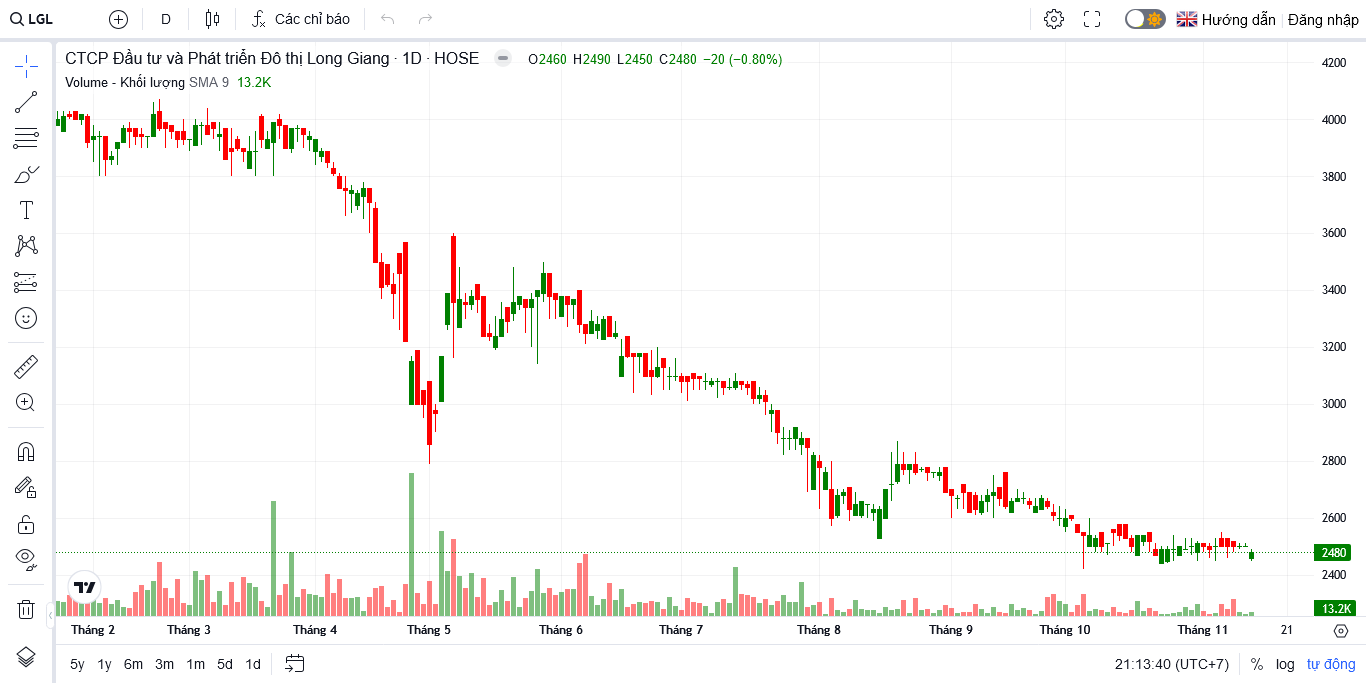 LGL D Các chỉ báo Hướng dẫn Đăng nhập
CTCP Đầu tư và Phát triển Đô thị Long Giang · 1D · HOSE O2460 H2490 L2450 C2480 −20 (−0.80%)
Volume - Khối lượng SMA 9 13.2K
4200
4000
3800
3600
3400
3200
3000
2800
2600
2480
2400
13.2K
Tháng 2 Tháng 3 Tháng 4 Tháng 5 Tháng 6 Tháng 7 Tháng 8 Tháng 9 Tháng 10 Tháng 11 21
5y 1y 6m 3m 1m 5d 1d 21:13:40 (UTC+7) % log tự động